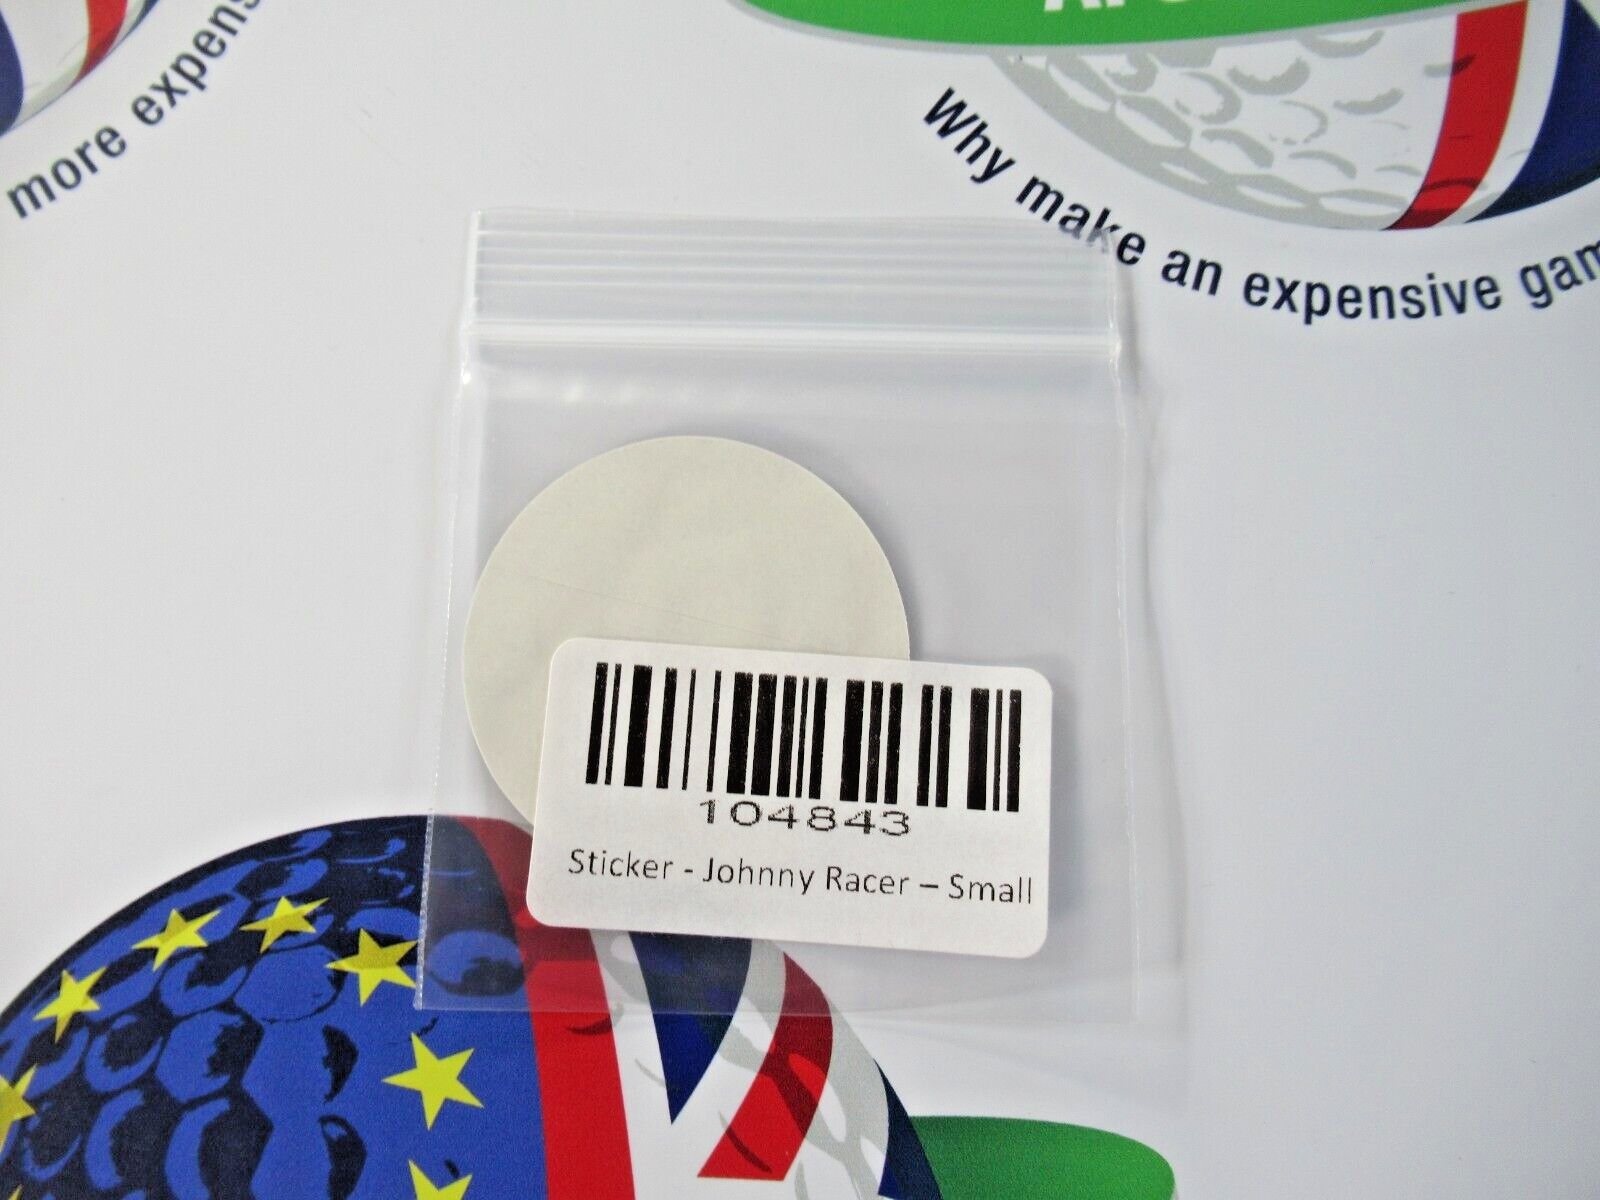 more expens
Why make an expensive gam
104843
Sticker - Johnny Racer – Small